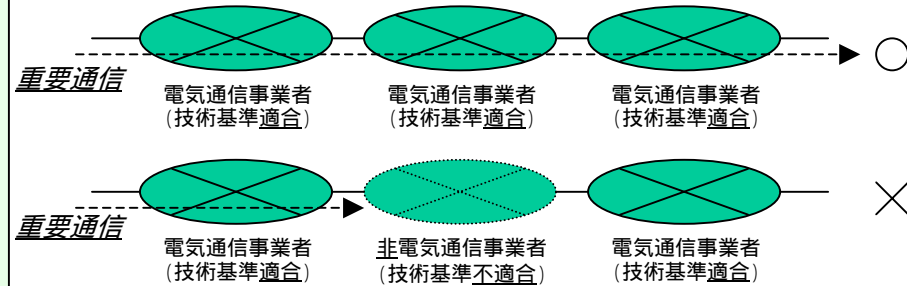 重要通信
電気通信事業者 電気通信事業者 電気通信事業者
(技術基準適合) (技術基準適合) (技術基準適合)
重要通信
電気通信事業者 非電気通信事業者 電気通信事業者
(技術基準適合) (技術基準不適合) (技術基準適合)